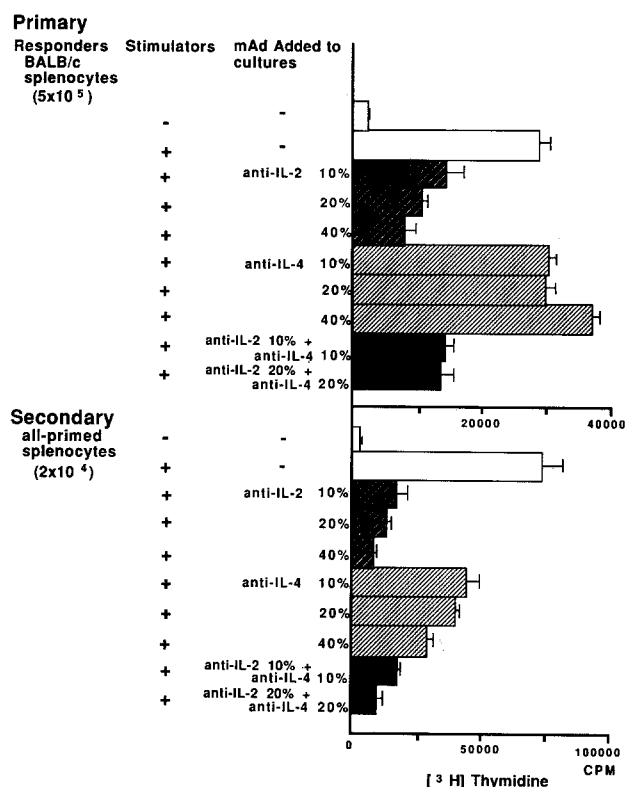 Primary
Responders Stimulators mAd Added to
BALB/c cultures
splenocytes
(5x10 5)
- -
+ -
+ anti-IL-2 10%
+ 20%
+ 40%
+ anti-IL-4 10%
+ 20%
+ 40%
+ anti-IL-2 10% +
anti-IL-4 10%
+ anti-IL-2 20% +
anti-IL-4 20%
20000 40000
Secondary
all-primed - -
splenocytes
(2x10 4) + -
+ anti-IL-2 10%
+ 20%
+ 40%
+ anti-IL-4 10%
+ 20%
+ 40%
+ anti-IL-2 10% +
anti-IL-4 10%
+ anti-IL-2 20% +
anti-IL-4 20%
0 50000 100000
CPM
[3 H] Thymidine